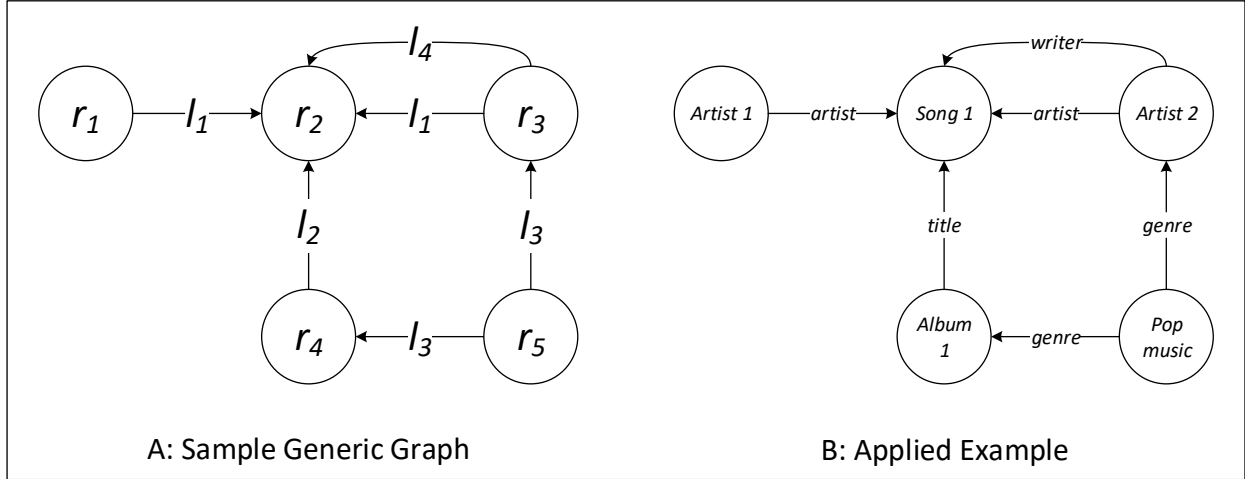 l4
r1
l1
r2
l1
r3
l2
l3
r4
l3
r5
A: Sample Generic Graph
writer
Artist 1
artist
Song 1
artist
Artist 2
title
genre
Album
1
genre
Pop
music
B: Applied Example